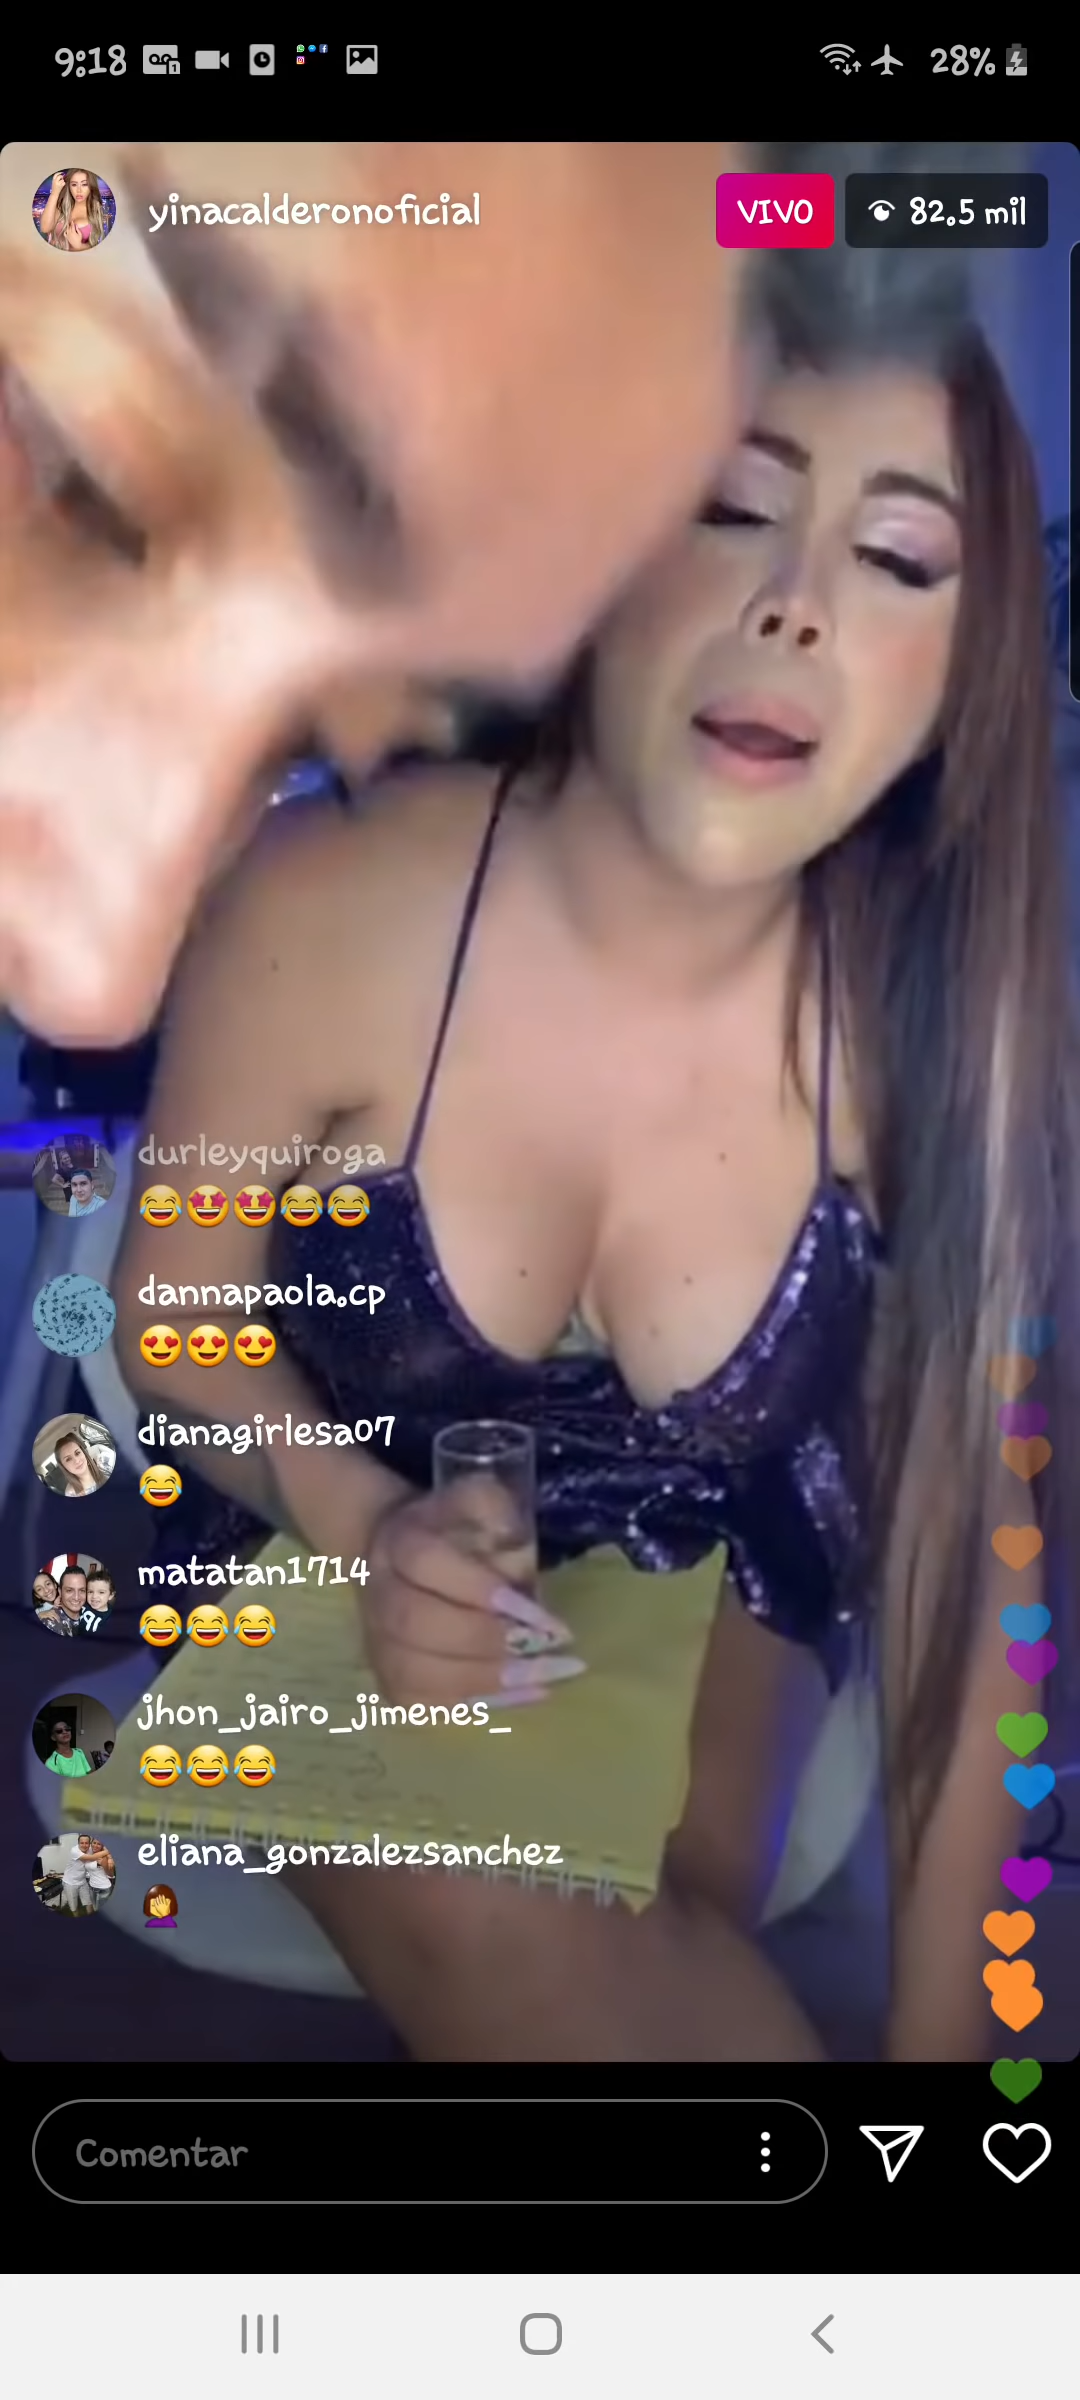 9:18
28%
yinacalderonoficial
VIVO
82.5 mil
durleyquiroga
😂🤩🤩😂😂
dannapaola.cp
😍😍😍
dianagirlesa07
😂
matatan1714
😂😂😂
jhon_jairo_jimenes_
😂😂😂
eliana_gonzalezsanchez
🤦‍♀️
Comentar